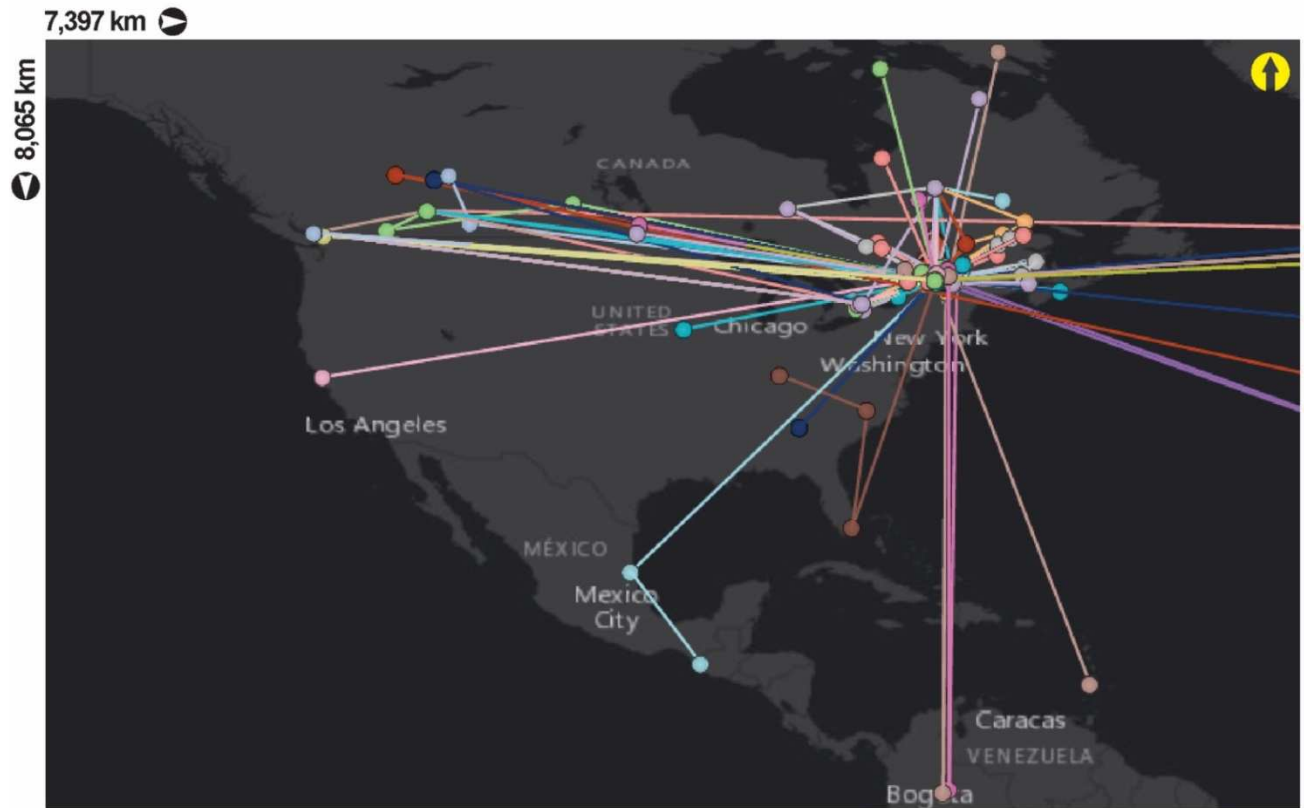 7,397 km
8,065 km
CANADA
UNITED
STATES
Chicago
New York
Washington
Los Angeles
MÉXICO
Mexico
City
Caracas
VENEZUELA
Bogota